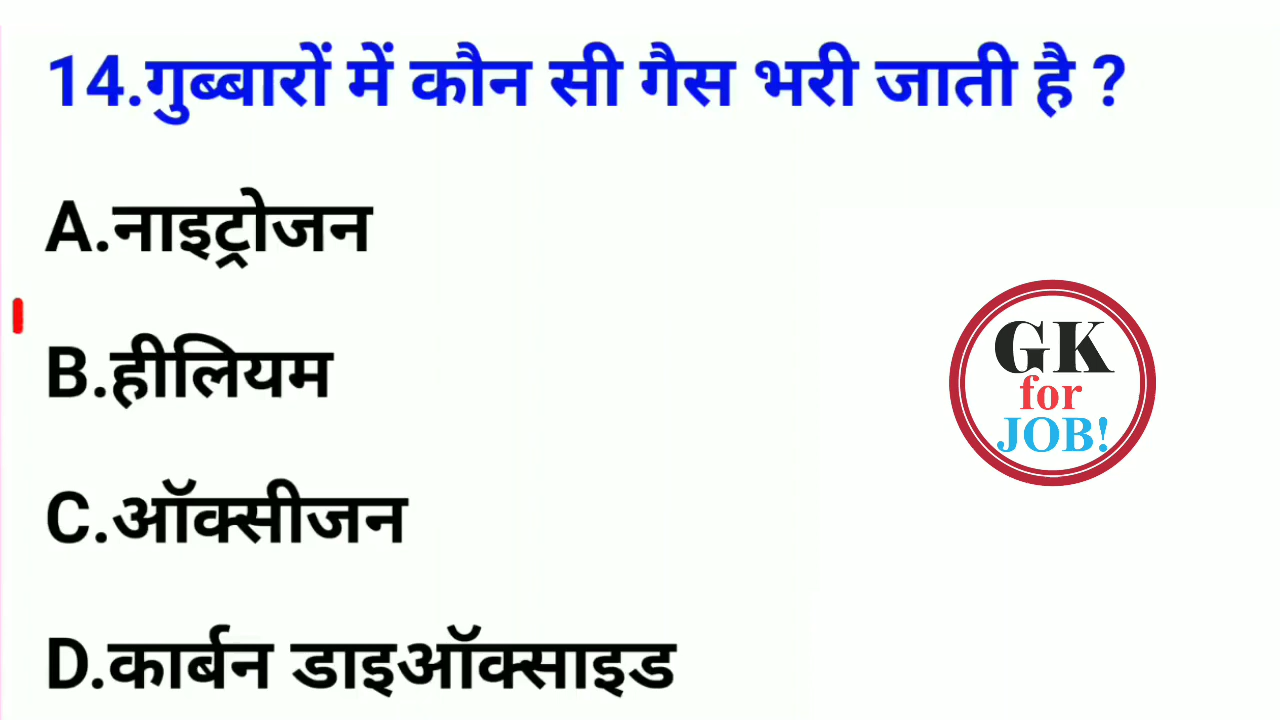 14.गुब्बारों में कौन सी गैस भरी जाती है ?
A.नाइट्रोजन
B.हीलियम
GK
for
JOB!
C.ऑक्सीजन
D.कार्बन डाइऑक्साइड